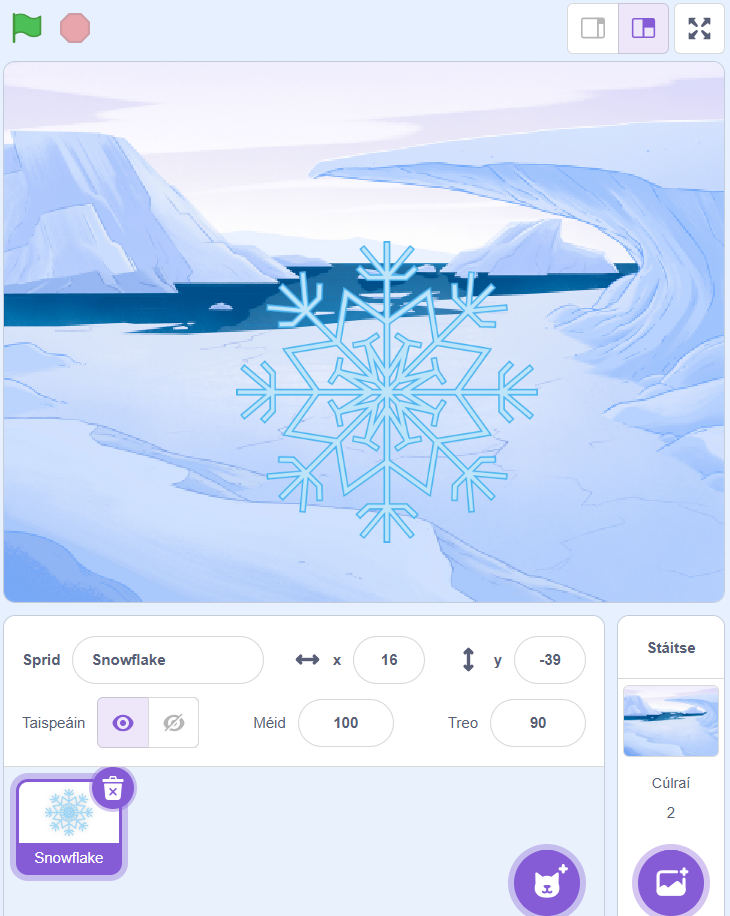 Sprid Snowflake x 16 y -39
Taispeáin Méid 100 Treo 90
Snowflake
Stáitse
Cúlraí
2